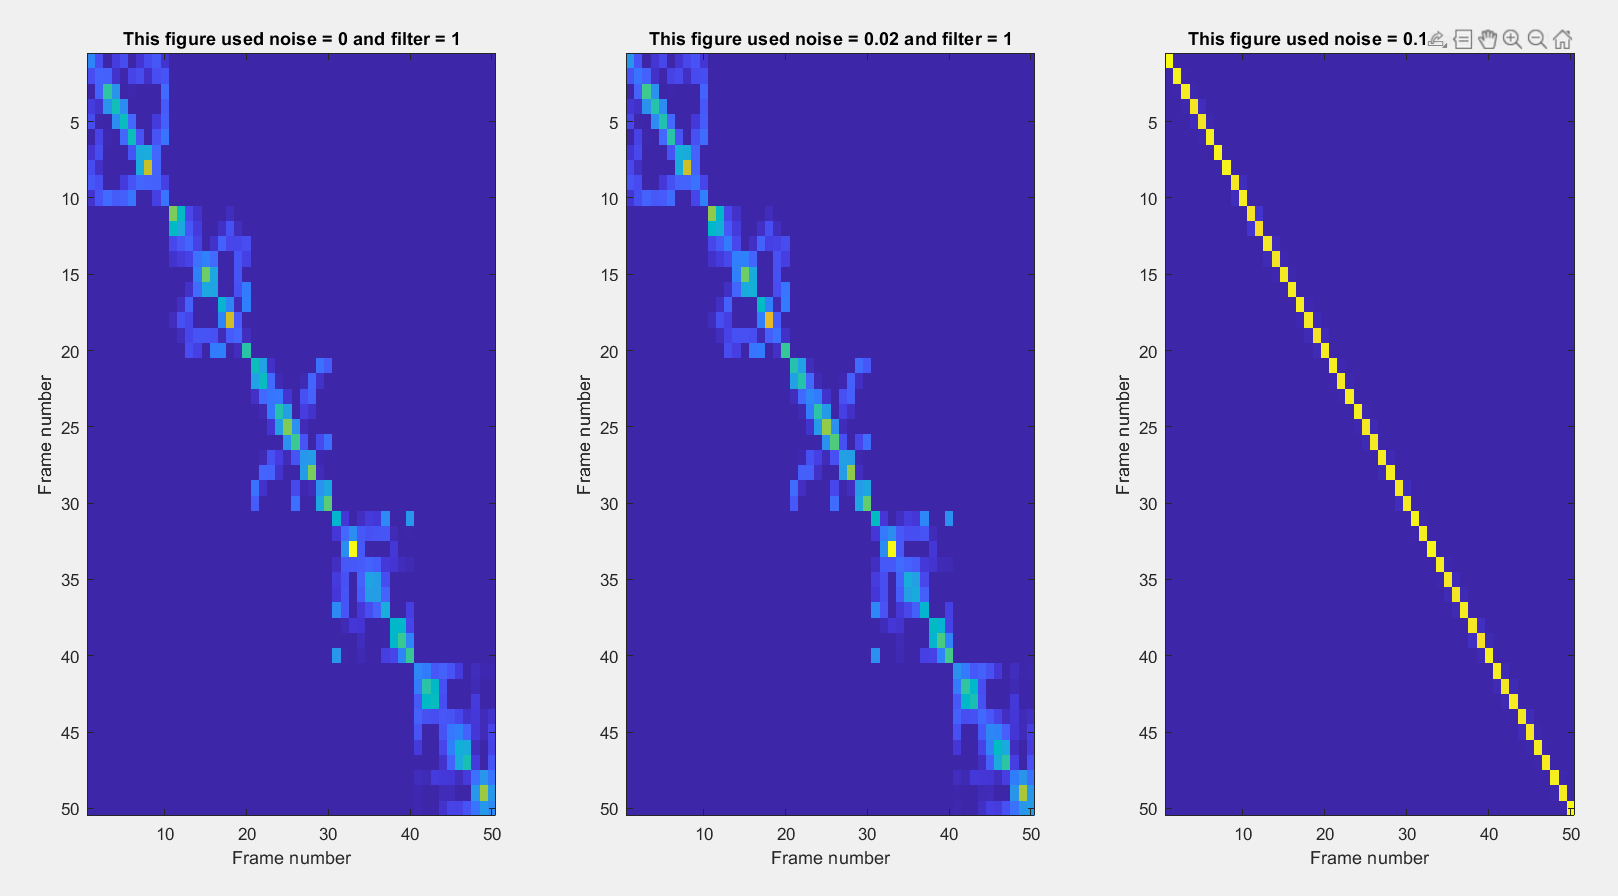 This figure used noise = 0 and filter = 1
5
10
15
20
25
30
35
40
45
50
Frame number
10 20 30 40 50
Frame number
This figure used noise = 0.02 and filter = 1
5
10
15
20
25
30
35
40
45
50
Frame number
10 20 30 40 50
Frame number
This figure used noise = 0.1
5
10
15
20
25
30
35
40
45
50
Frame number
10 20 30 40 50
Frame number